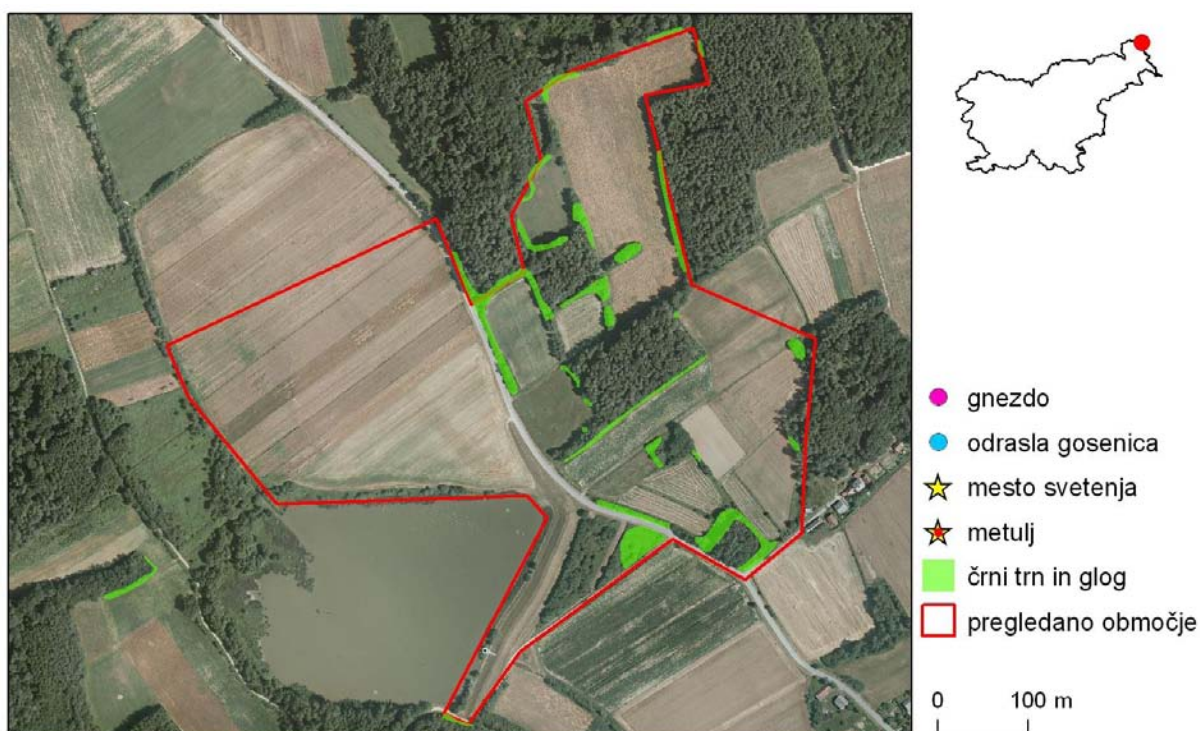 gnezdo
odrasla gosenica
mesto svetenja
metulj
črni trn in glog
pregledano območje
0 100 m